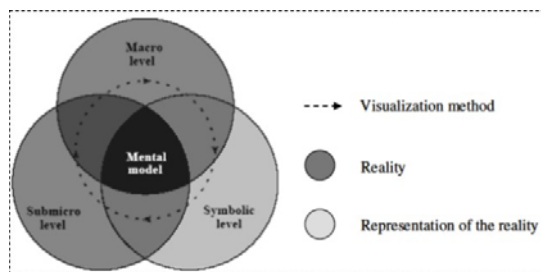 Macro
level
Visualization method
Mental
model
Reality
Submicro
level
Symbolic
level
Representation of the reality